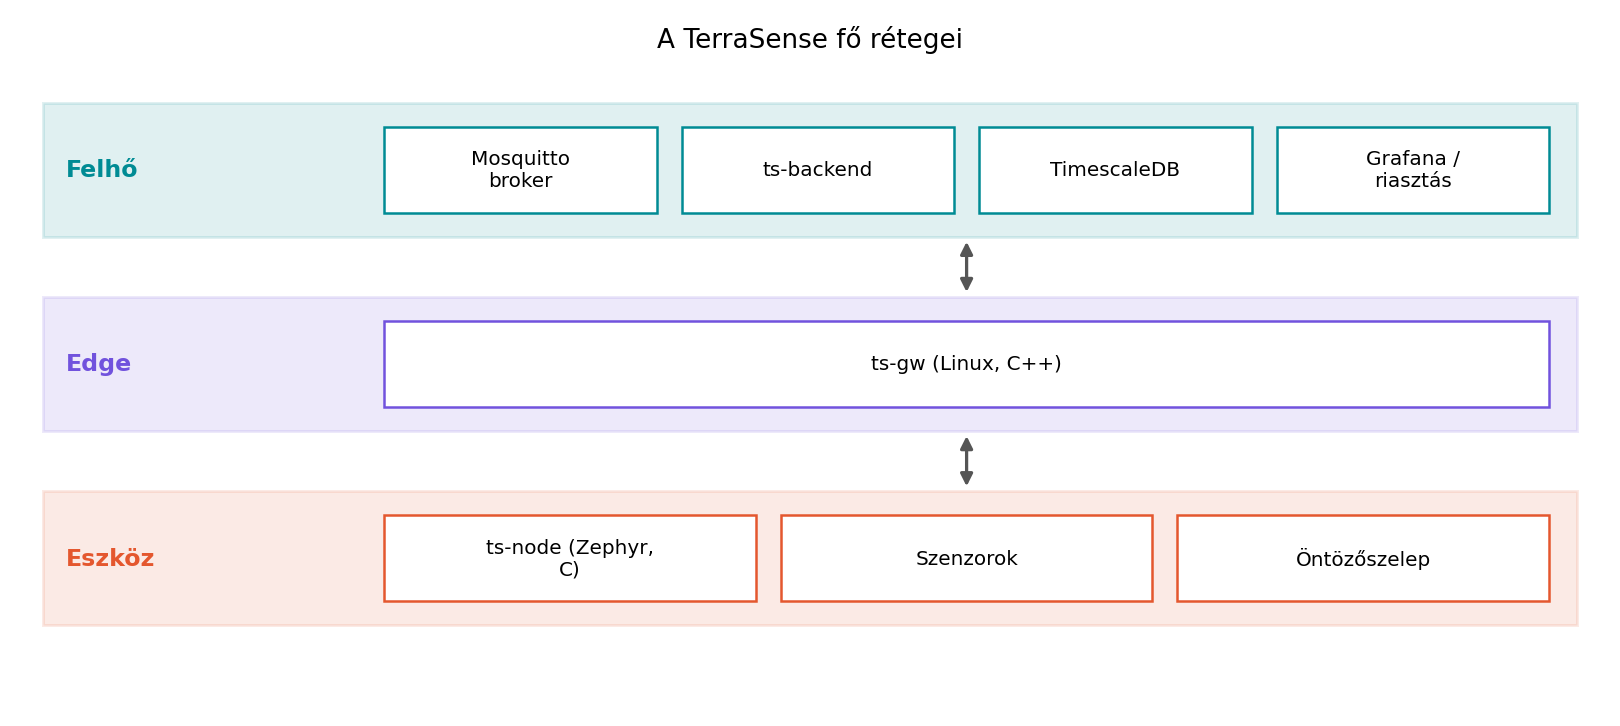 A TerraSense fő rétegei
Felhő
Mosquitto
broker
ts-backend
TimescaleDB
Grafana /
riasztás
Edge
ts-gw (Linux, C++)
Eszköz
ts-node (Zephyr,
C)
Szenzorok
Öntözőszelep